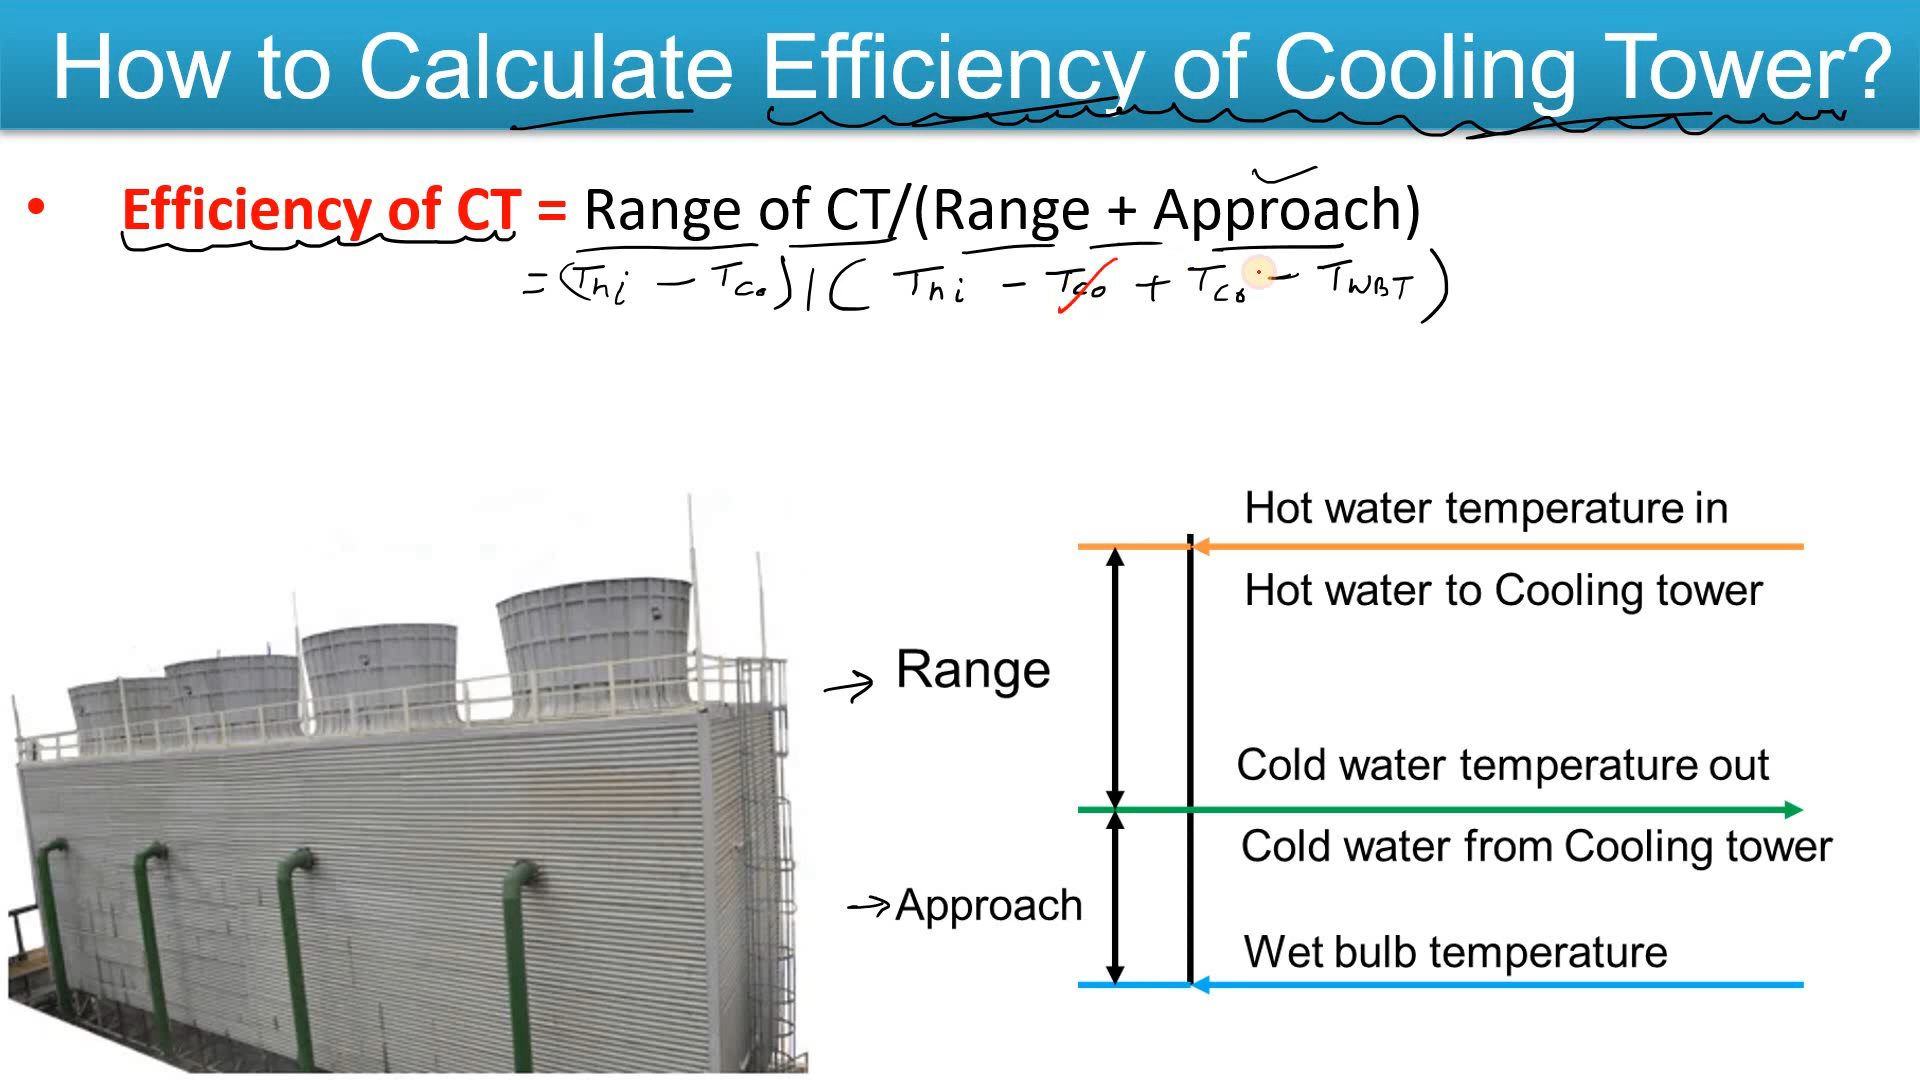 How to Calculate Efficiency of Cooling Tower?
• Efficiency of CT = Range of CT/(Range + Approach)
= (Thi - Tco) / ( Thi - Tco + Tco - TWBT )
Hot water temperature in
Hot water to Cooling tower
Range
Cold water temperature out
Cold water from Cooling tower
Approach
Wet bulb temperature